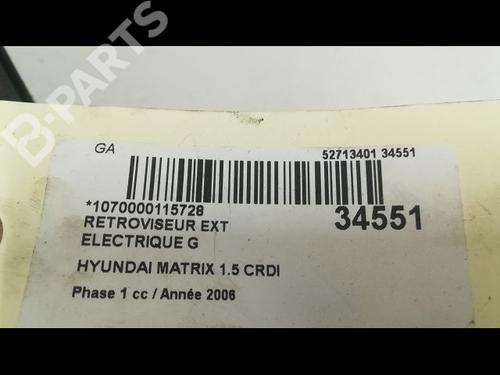 B-PARTS
GA
52713401 34551
*1070000115728
34551
RETROVISEUR EXT
ELECTRIQUE G
HYUNDAI MATRIX 1.5 CRDI
Phase 1 cc / Année 2006